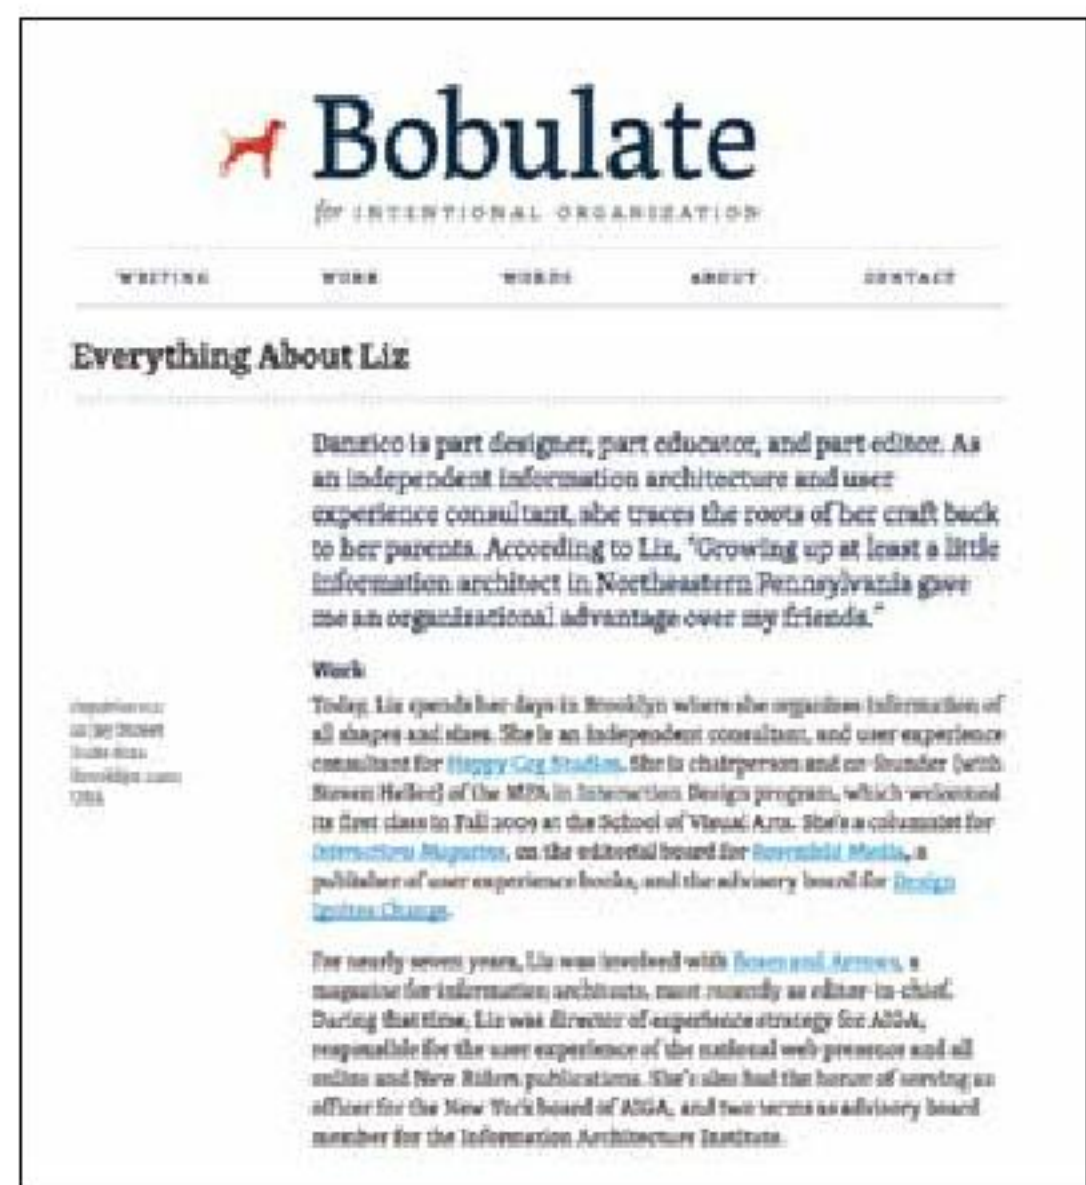 Bobulate
for INTENTIONAL ORGANIZATION
WRITING WORK WORDS ABOUT CONTACT
Everything About Liz
Danzico is part designer, part educator, and part editor. As
an independent information architecture and user
experience consultant, she traces the roots of her craft back
to her parents. According to Liz, "Growing up at least a little
information architect in Northeastern Pennsylvania gave
me an organizational advantage over my friends."
Work
Today, Liz spends her days in Brooklyn where she organizes information of
all shapes and sizes. She is an independent consultant, and user experience
consultant for Happy Cog Studios. She is chairperson and co-founder (with
Steven Heller) of the MFA in Interaction Design program, which welcomed
its first class in Fall 2009 at the School of Visual Arts. She's a columnist for
Interactions Magazine, on the editorial board for Rosenfeld Media, a
publisher of user experience books, and the advisory board for Design
Ignites Change.
For nearly seven years, Liz was involved with Boxes and Arrows, a
magazine for information architects, most recently as editor-in-chief.
During that time, Liz was director of experience strategy for AIGA,
responsible for the user experience of the national web presence and all
online and New Riders publications. She's also had the honor of serving as
officer for the New York board of AIGA, and two terms as advisory board
member for the Information Architecture Institute.
Brooklyn
USA